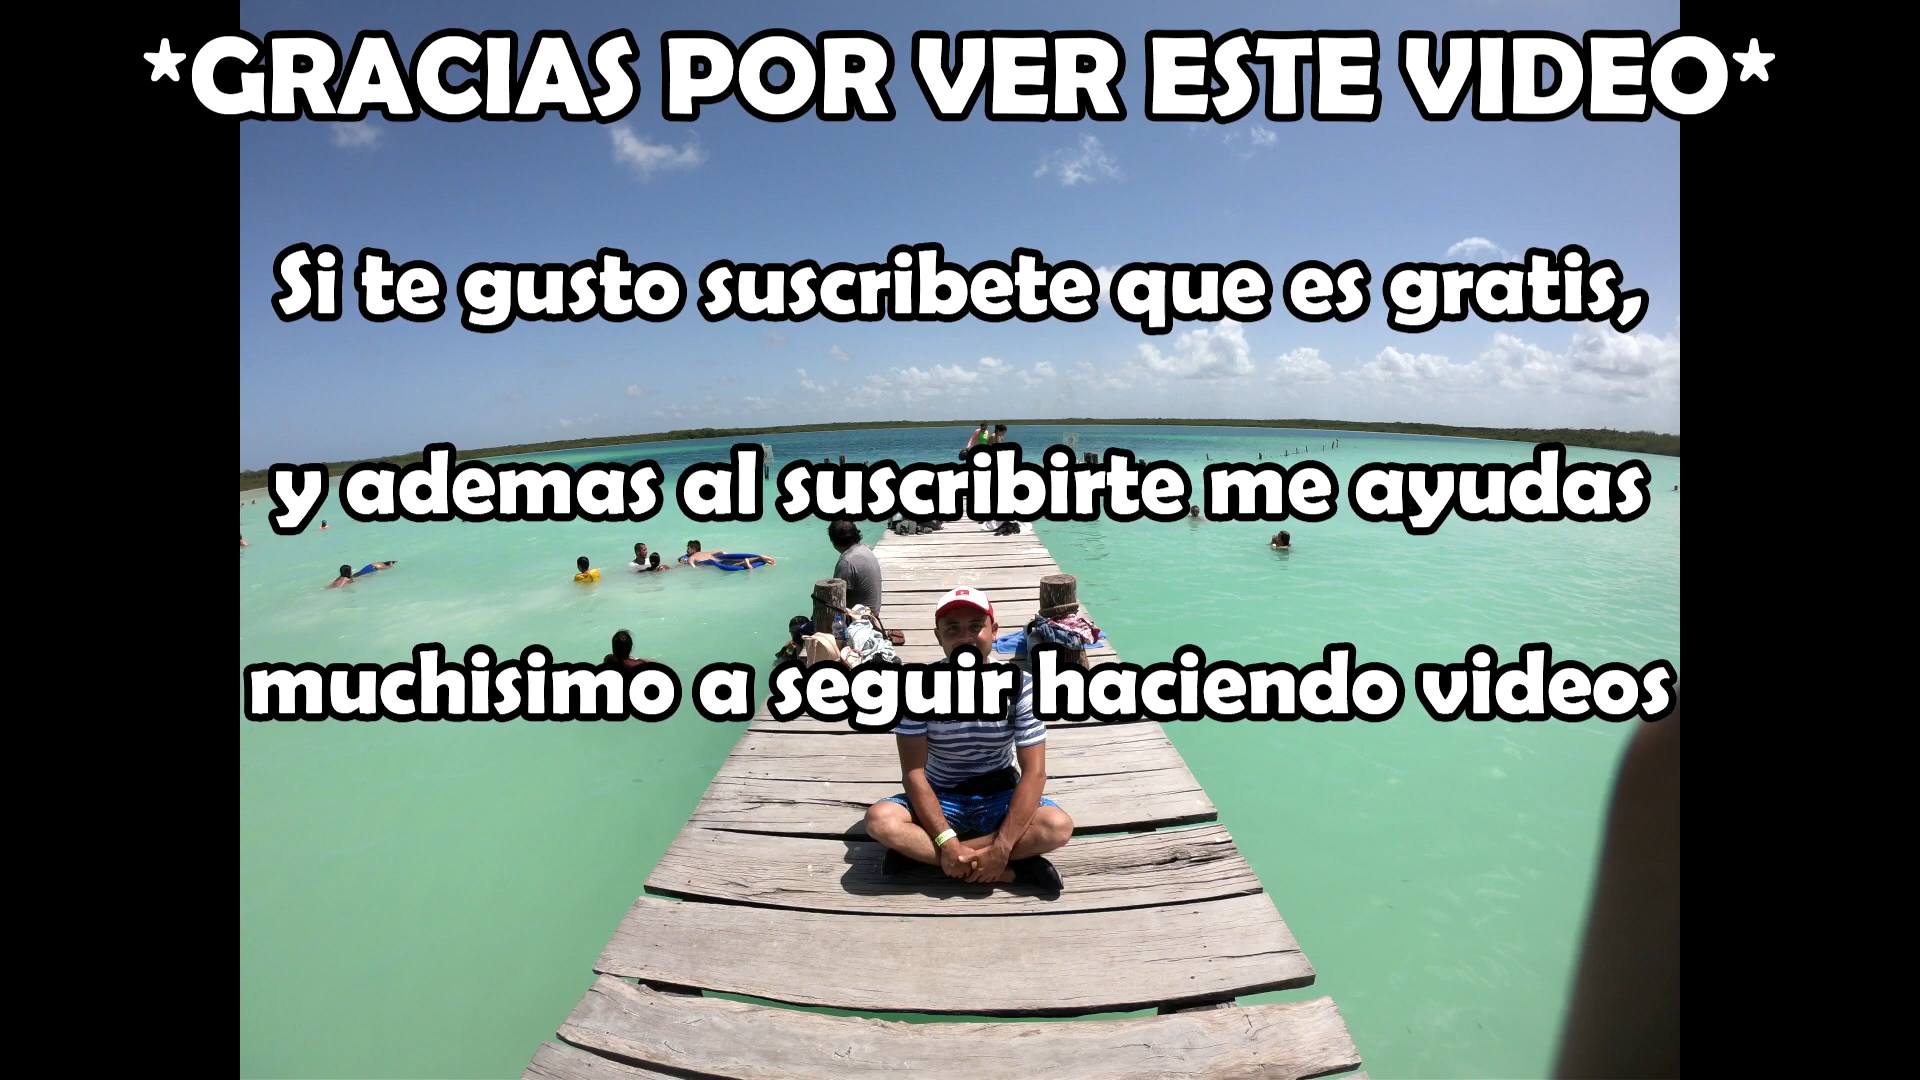 *GRACIAS POR VER ESTE VIDEO*
Si te gusto suscribete que es gratis,
y ademas al suscribirte me ayudas
muchisimo a seguir haciendo videos